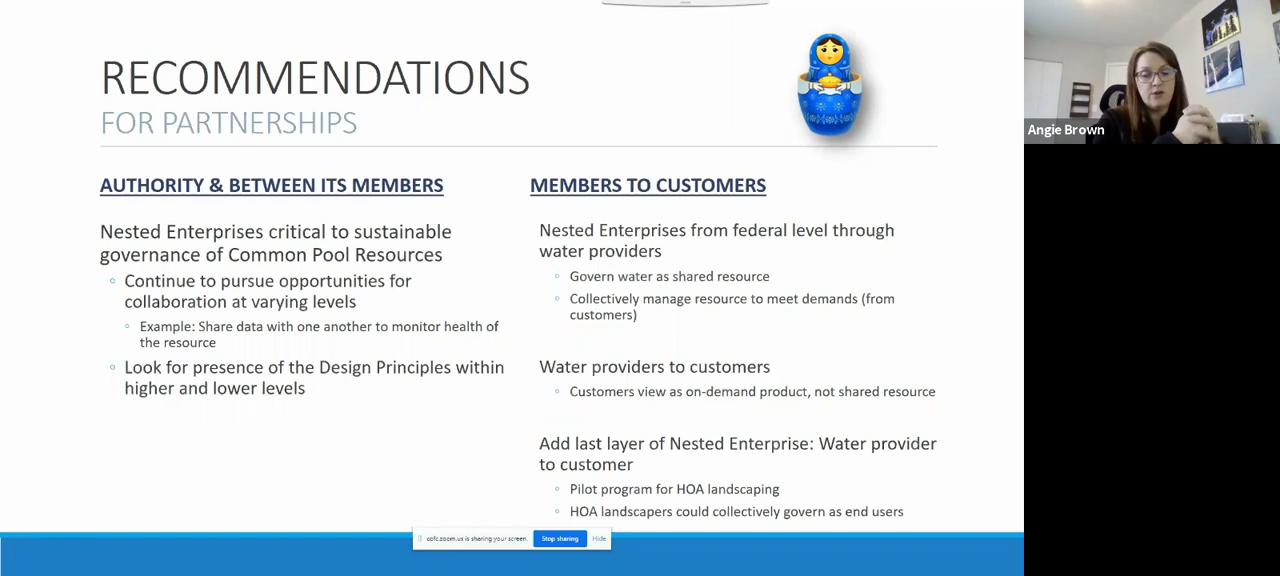 RECOMMENDATIONS
FOR PARTNERSHIPS
AUTHORITY & BETWEEN ITS MEMBERS
Nested Enterprises critical to sustainable
governance of Common Pool Resources
Continue to pursue opportunities for
collaboration at varying levels
Example: Share data with one another to monitor health of
the resource
Look for presence of the Design Principles within
higher and lower levels
MEMBERS TO CUSTOMERS
Nested Enterprises from federal level through
water providers
Govern water as shared resource
Collectively manage resource to meet demands (from
customers)
Water providers to customers
Customers view as on-demand product, not shared resource
Add last layer of Nested Enterprise: Water provider
to customer
Pilot program for HOA landscaping
HOA landscapers could collectively govern as end users
cofc.zoom.us is sharing your screen. Stop sharing Hide
Angie Brown